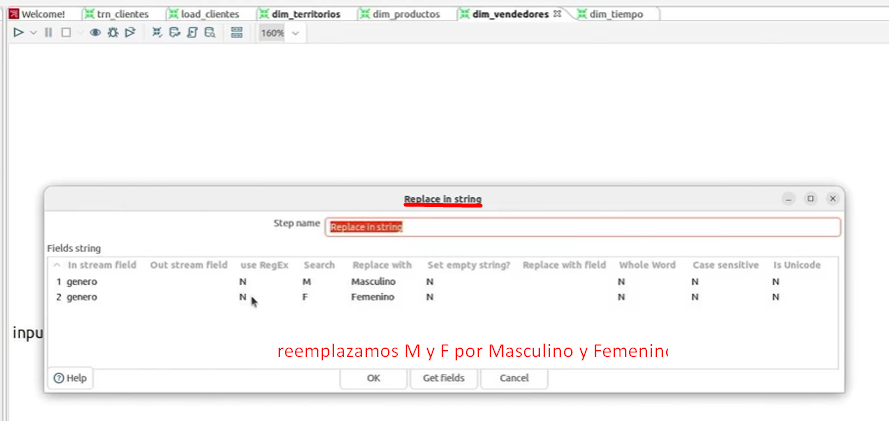 Welcome! trn_clientes load_clientes dim_territorios dim_productos dim_vendedores dim_tiempo
160%
Replace in string
Step name Replace in string
Fields string
In stream field Out stream field use RegEx Search Replace with Set empty string? Replace with field Whole Word Case sensitive Is Unicode
1 genero N M Masculino N N N N
2 genero N F Femenino N N N N
inpu
reemplazamos M y F por Masculino y Femenino
Help OK Get fields Cancel